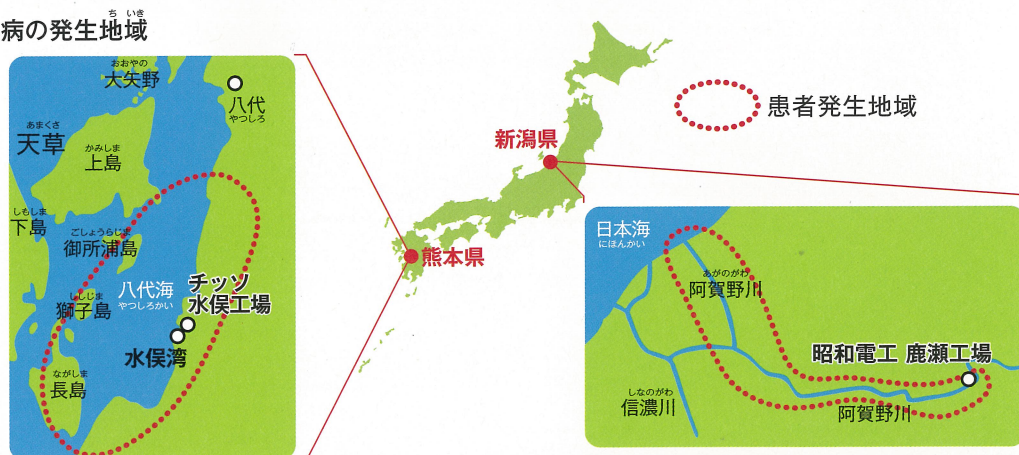 病の発生地域
ちいき
おおやの
大矢野
八代
やつしろ
あまくさ
天草
かみしま
上島
しもしま
下島
ごしょうらじま
御所浦島
チッソ
水俣工場
八代海
やつしろかい
ししじま
獅子島
水俣湾
ながしま
長島
新潟県
熊本県
患者発生地域
日本海
にほんかい
あがのがわ
阿賀野川
昭和電工 鹿瀬工場
しなのがわ
信濃川
阿賀野川